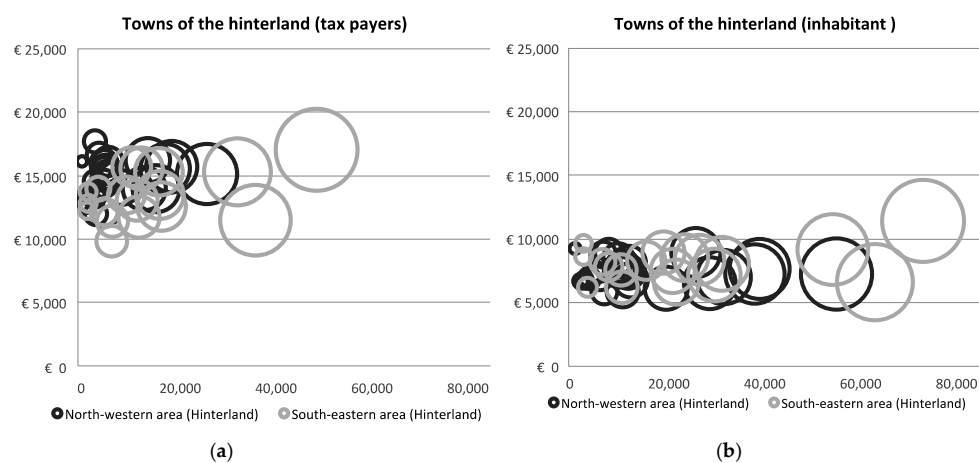 Towns of the hinterland (tax payers)
€ 25,000
€ 20,000
€ 15,000
€ 10,000
€ 5,000
€ 0
0 20,000 40,000 60,000 80,000
North-western area (Hinterland) South-eastern area (Hinterland)
(a)
Towns of the hinterland (inhabitant )
€ 25,000
€ 20,000
€ 15,000
€ 10,000
€ 5,000
€ 0
0 20,000 40,000 60,000 80,000
North-western area (Hinterland) South-eastern area (Hinterland)
(b)